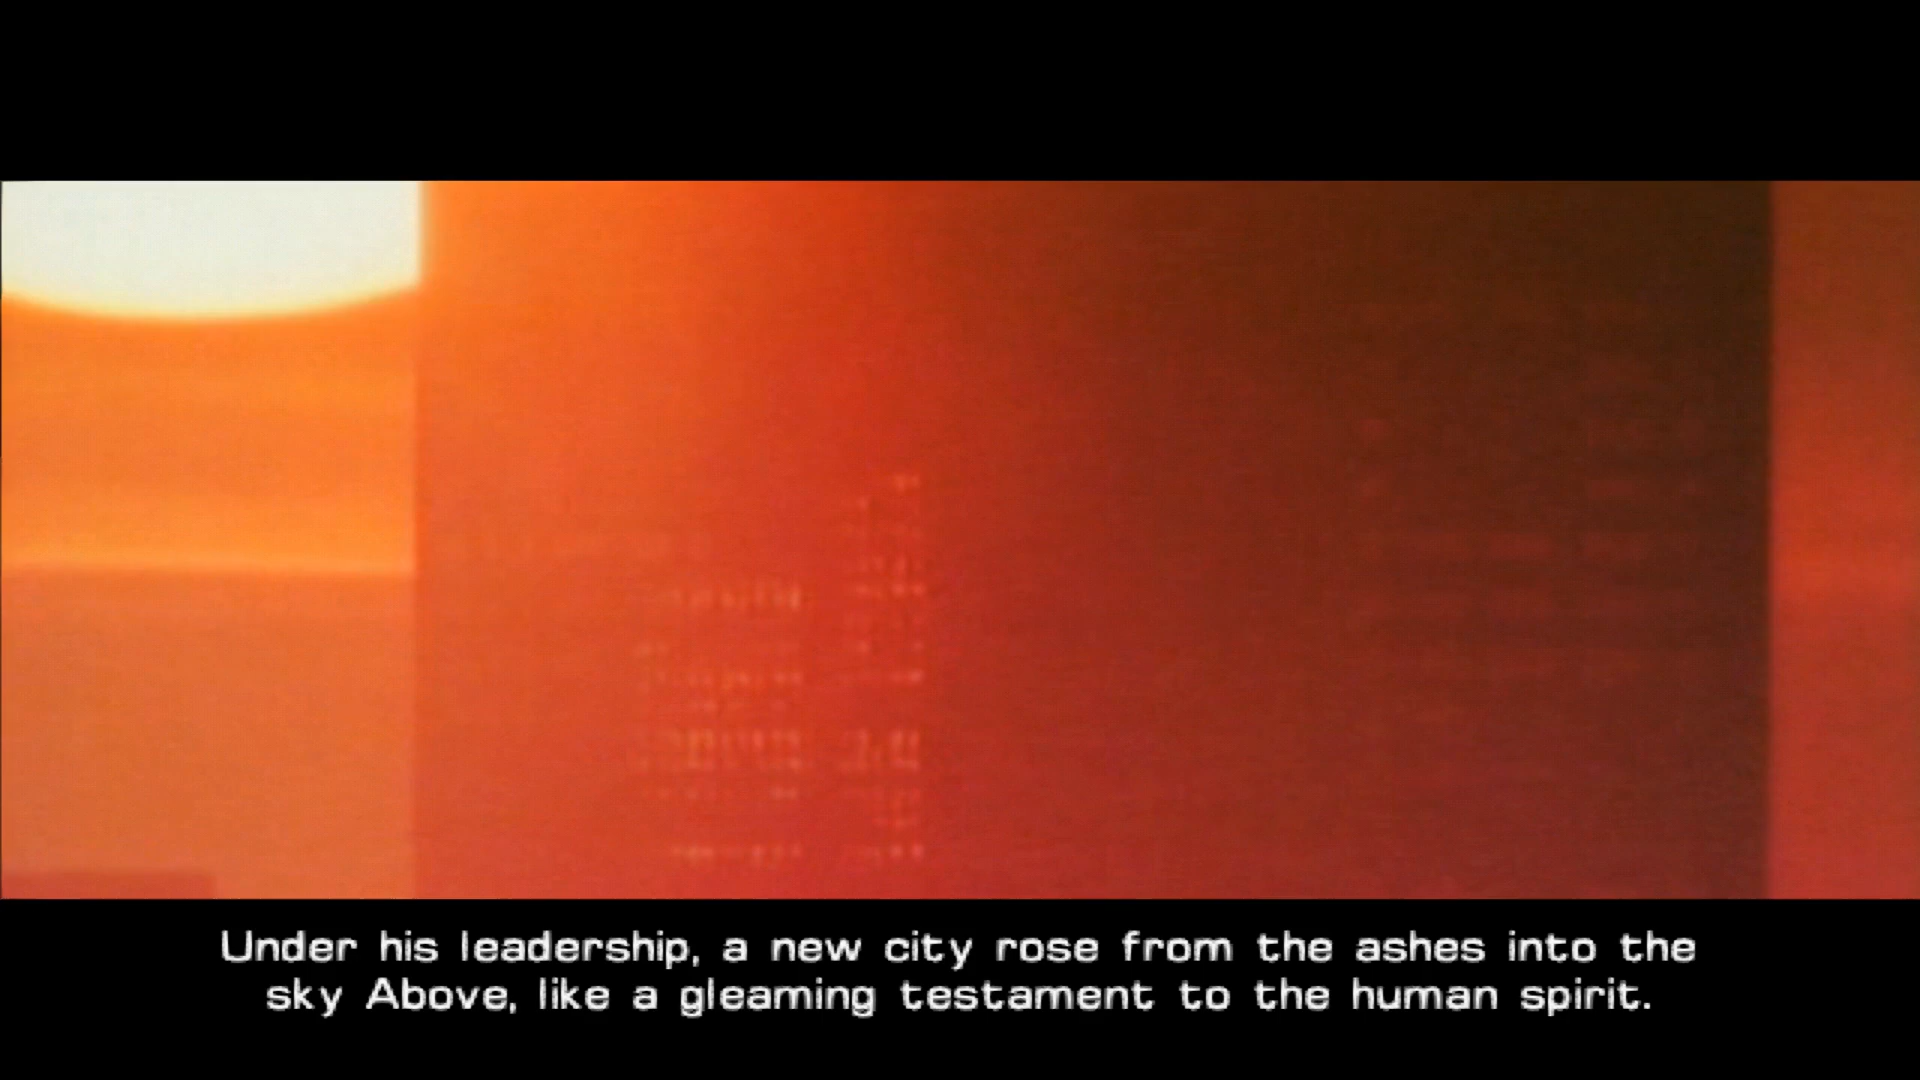 Under his leadership, a new city rose from the ashes into the
sky Above, like a gleaming testament to the human spirit.